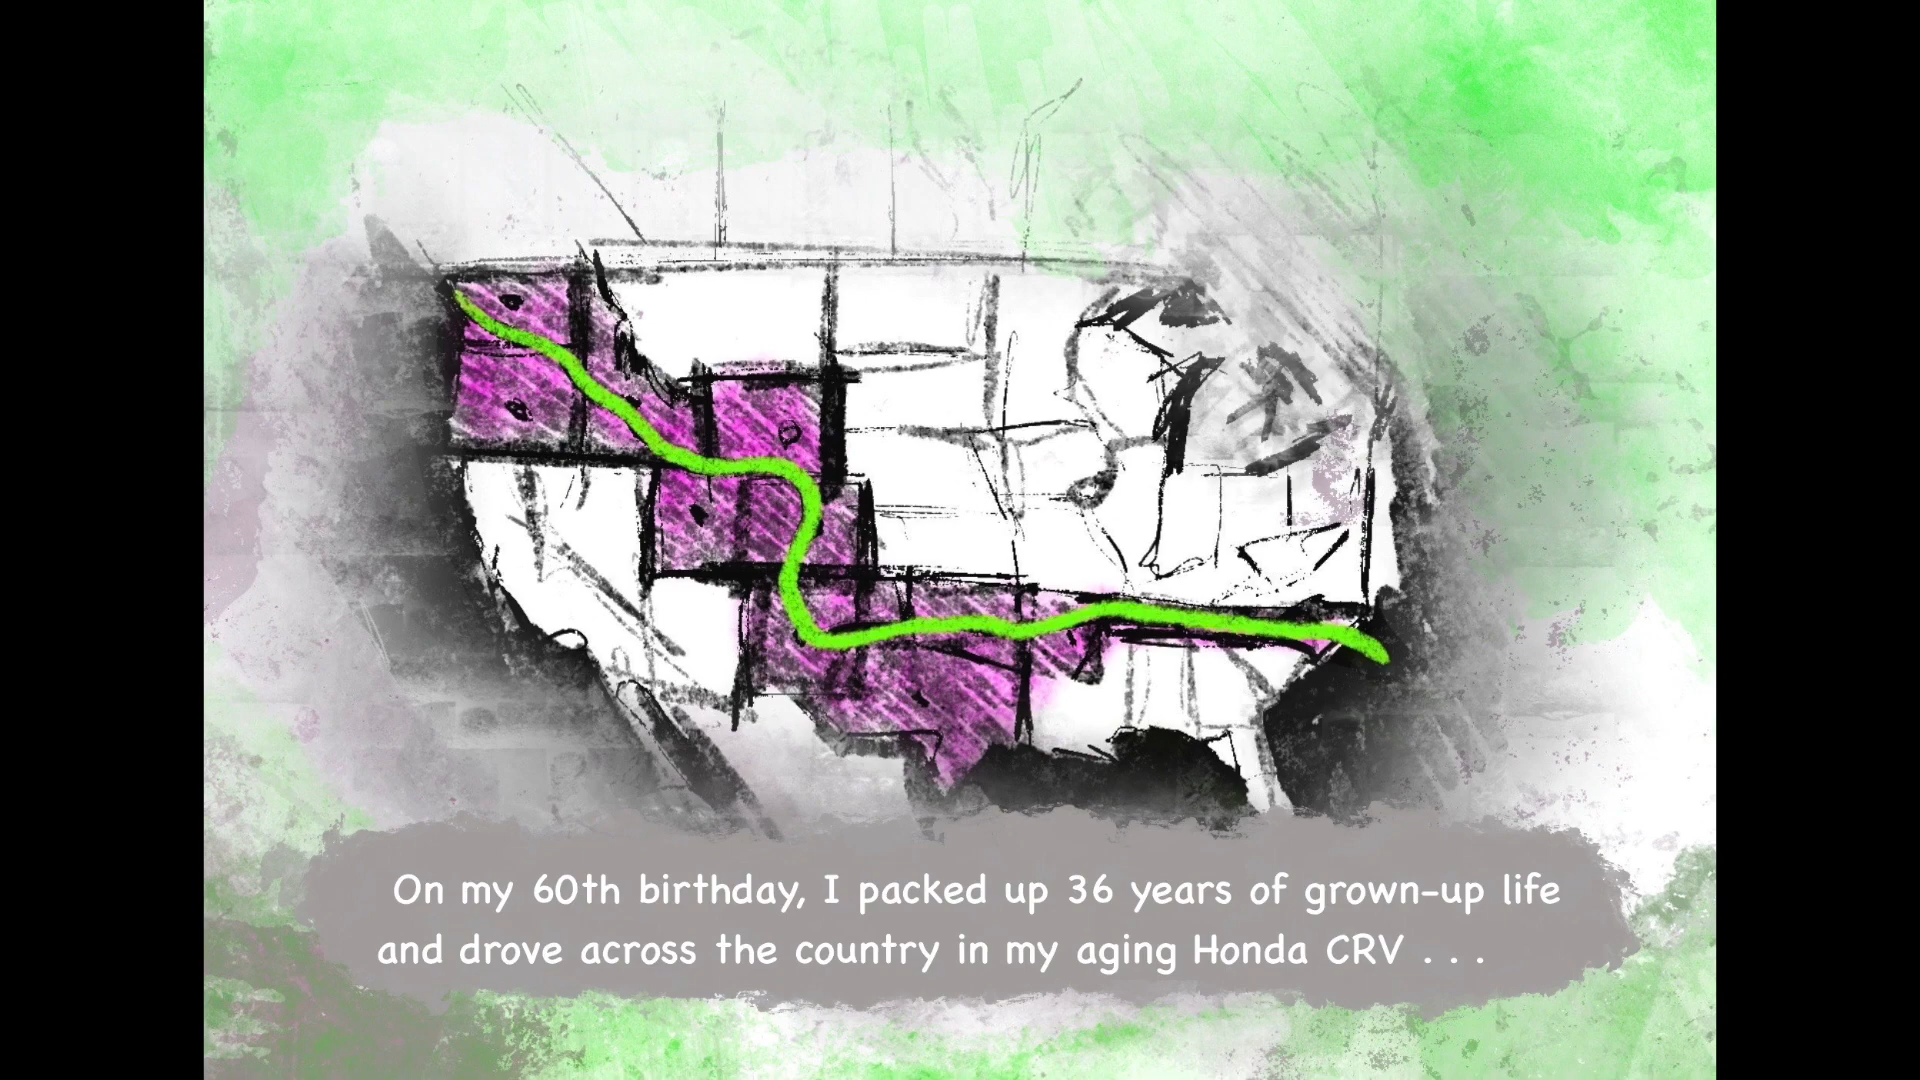 On my 60th birthday, I packed up 36 years of grown-up life
and drove across the country in my aging Honda CRV . . .